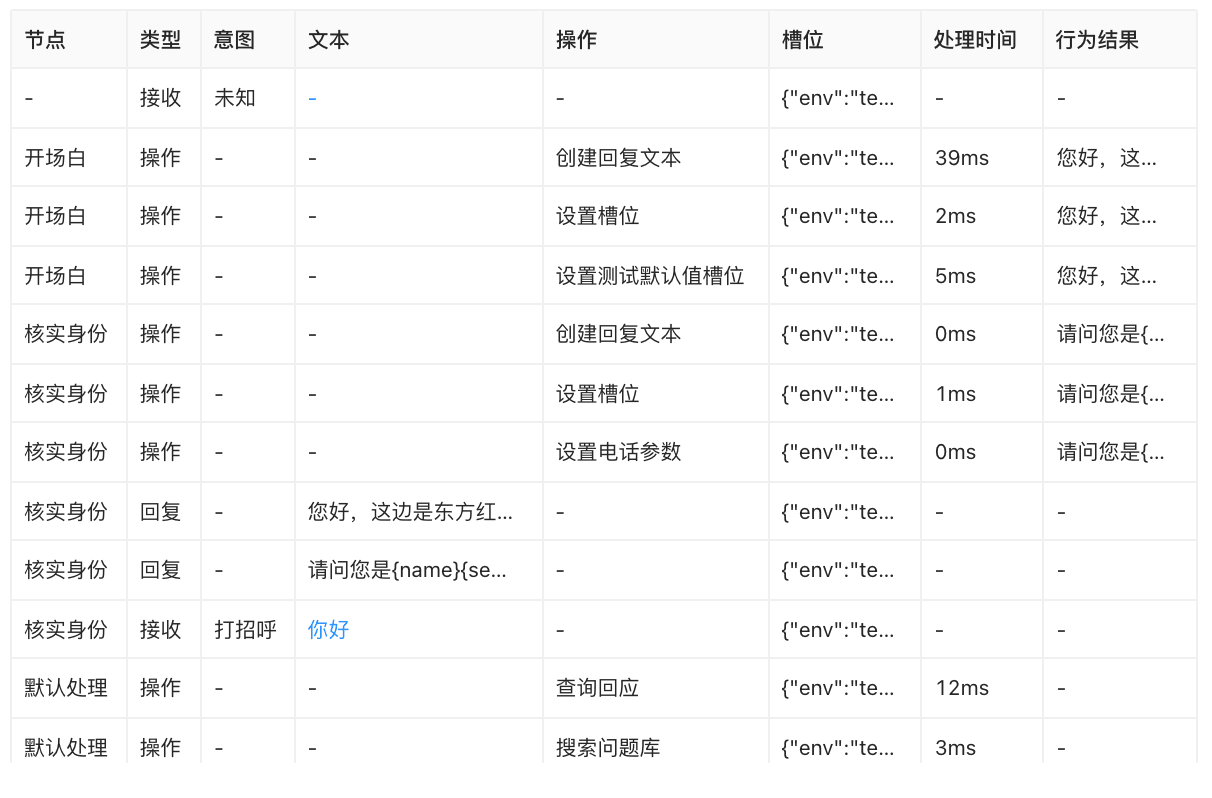 节点 类型 意图 文本 操作 槽位 处理时间 行为结果
- 接收 未知 - - {"env":"te... - -
开场白 操作 - - 创建回复文本 {"env":"te... 39ms 您好，这...
开场白 操作 - - 设置槽位 {"env":"te... 2ms 您好，这...
开场白 操作 - - 设置测试默认值槽位 {"env":"te... 5ms 您好，这...
核实身份 操作 - - 创建回复文本 {"env":"te... 0ms 请问您是{...
核实身份 操作 - - 设置槽位 {"env":"te... 1ms 请问您是{...
核实身份 操作 - - 设置电话参数 {"env":"te... 0ms 请问您是{...
核实身份 回复 - 您好，这边是东方红... - {"env":"te... - -
核实身份 回复 - 请问您是{name}{se... - {"env":"te... - -
核实身份 接收 打招呼 你好 - {"env":"te... - -
默认处理 操作 - - 查询回应 {"env":"te... 12ms -
默认处理 操作 - - 搜索问题库 {"env":"te... 3ms -